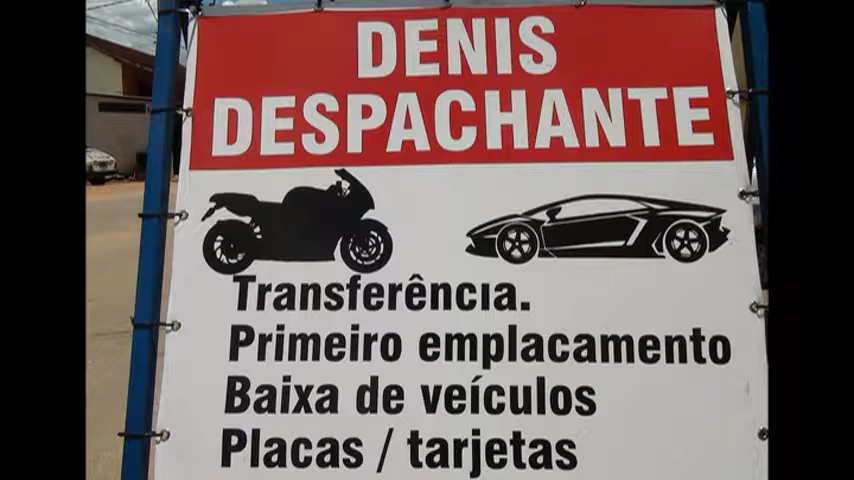 DENIS
DESPACHANTE
Transferência.
Primeiro emplacamento
Baixa de veículos
Placas / tarjetas